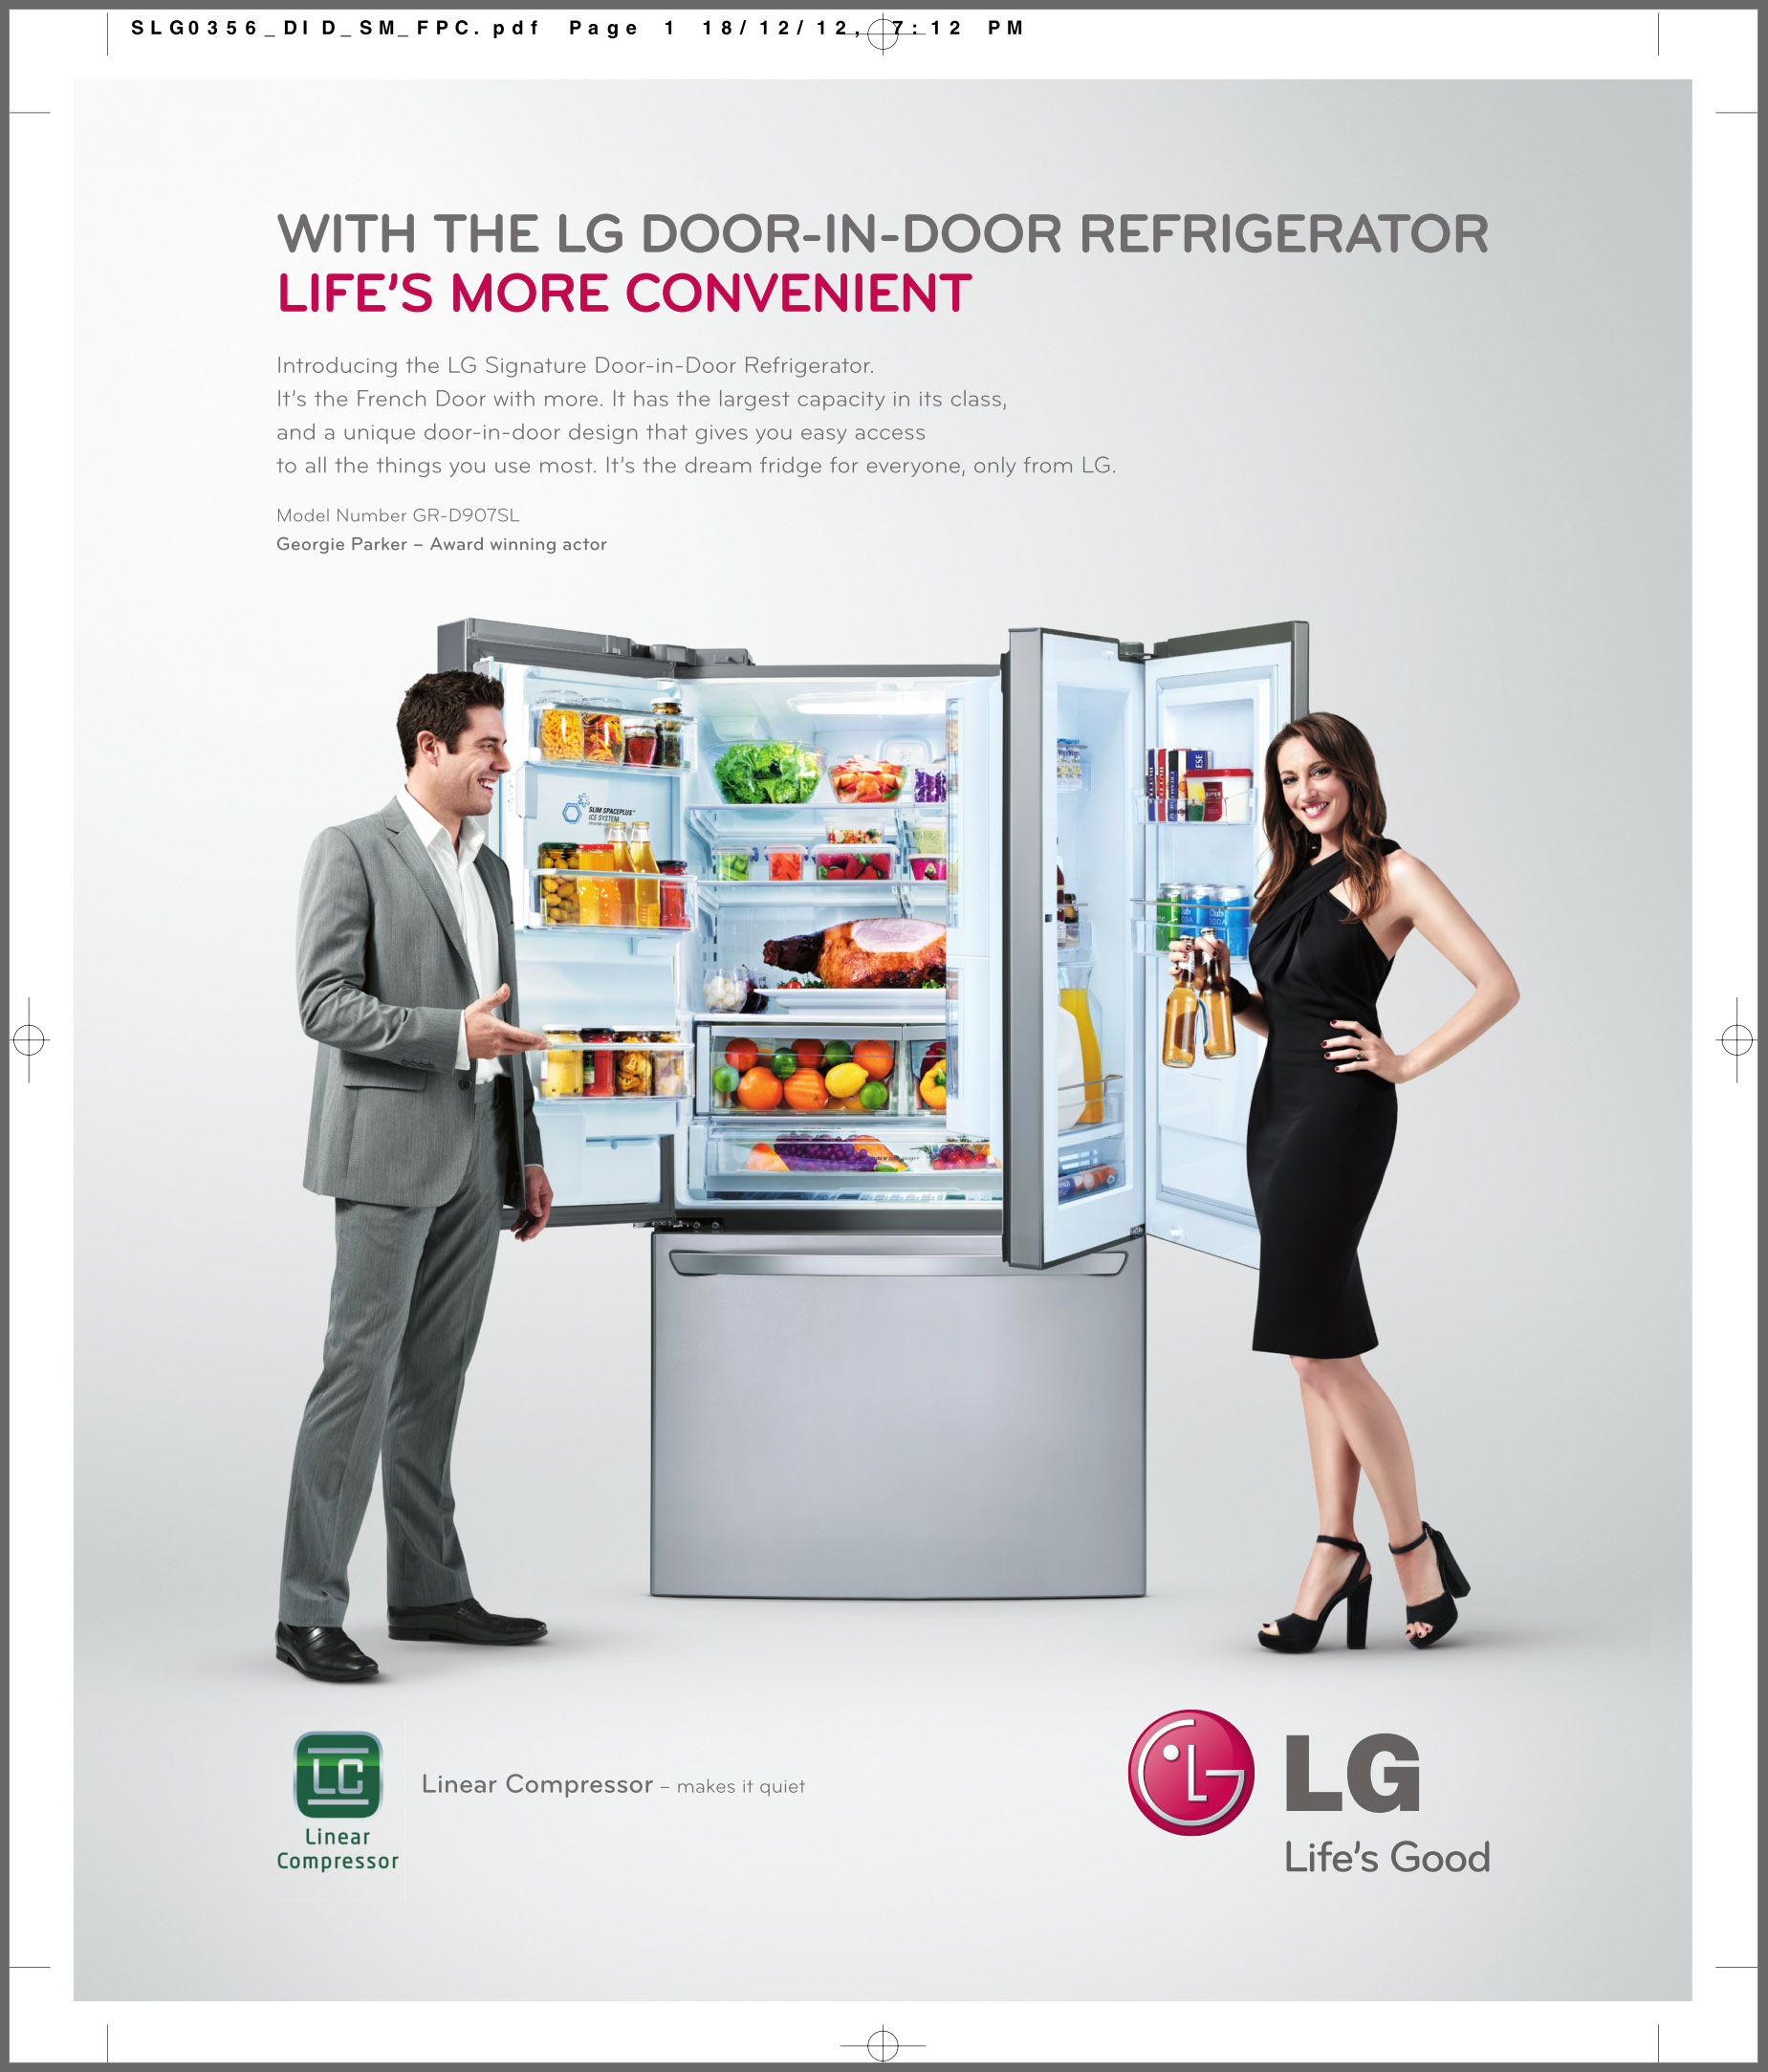 SLG0356_DID_SM_FPC.pdf Page 1 18/12/12, 7:12 PM
WITH THE LG DOOR-IN-DOOR REFRIGERATOR
LIFE'S MORE CONVENIENT
Introducing the LG Signature Door-in-Door Refrigerator.
It's the French Door with more. It has the largest capacity in its class,
and a unique door-in-door design that gives you easy access
to all the things you use most. It's the dream fridge for everyone, only from LG.
Model Number GR-D907SL
Georgie Parker – Award winning actor
SLIM SPACEPLUS™
ICE SYSTEM
Club
SODA
LC
Linear
Compressor
Linear Compressor – makes it quiet
LG
Life's Good